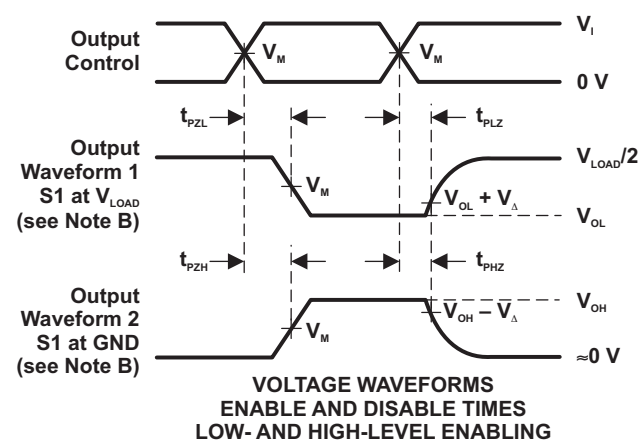 Output
Control
V_M
V_M
V_I
0 V
t_PZL
t_PLZ
Output
Waveform 1
S1 at V_LOAD
(see Note B)
V_M
V_OL + V_Δ
V_LOAD/2
V_OL
t_PZH
t_PHZ
Output
Waveform 2
S1 at GND
(see Note B)
V_M
V_OH – V_Δ
V_OH
≈0 V
VOLTAGE WAVEFORMS
ENABLE AND DISABLE TIMES
LOW- AND HIGH-LEVEL ENABLING